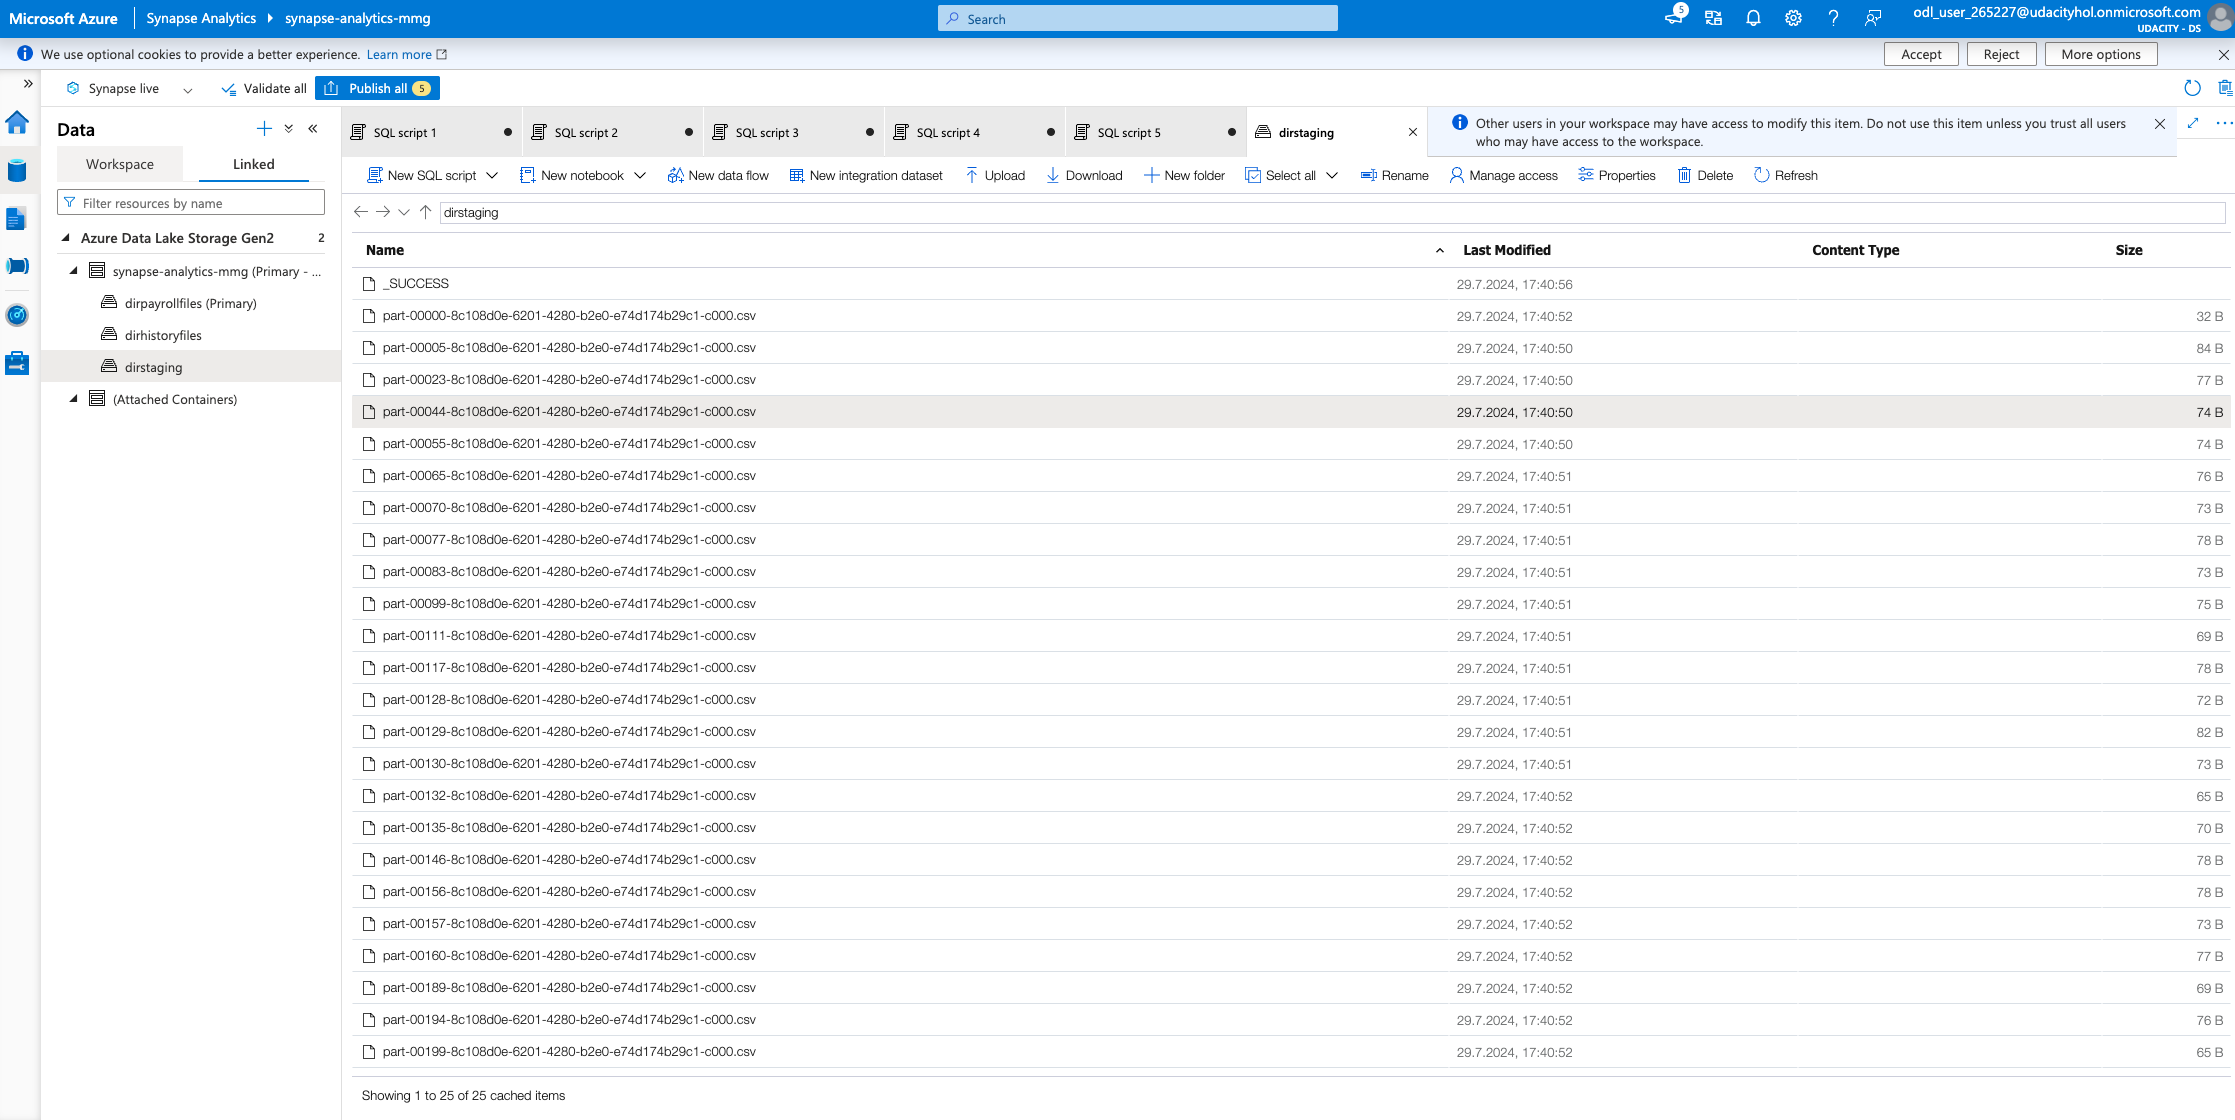 Microsoft Azure Synapse Analytics synapse-analytics-mmg Search 5 odl_user_265227@udacityhol.onmicrosoft.com
UDACITY - DS
We use optional cookies to provide a better experience. Learn more Accept Reject More options
Synapse live Validate all Publish all 5
Data
Workspace Linked
Filter resources by name
Azure Data Lake Storage Gen2 2
synapse-analytics-mmg (Primary - ...
dirpayrollfiles (Primary)
dirhistoryfiles
dirstaging
(Attached Containers)
SQL script 1 SQL script 2 SQL script 3 SQL script 4 SQL script 5 dirstaging
Other users in your workspace may have access to modify this item. Do not use this item unless you trust all users
who may have access to the workspace.
New SQL script New notebook New data flow New integration dataset Upload Download New folder Select all Rename Manage access Properties Delete Refresh
dirstaging
Name Last Modified Content Type Size
_SUCCESS 29.7.2024, 17:40:56
part-00000-8c108d0e-6201-4280-b2e0-e74d174b29c1-c000.csv 29.7.2024, 17:40:52 32 B
part-00005-8c108d0e-6201-4280-b2e0-e74d174b29c1-c000.csv 29.7.2024, 17:40:50 84 B
part-00023-8c108d0e-6201-4280-b2e0-e74d174b29c1-c000.csv 29.7.2024, 17:40:50 77 B
part-00044-8c108d0e-6201-4280-b2e0-e74d174b29c1-c000.csv 29.7.2024, 17:40:50 74 B
part-00055-8c108d0e-6201-4280-b2e0-e74d174b29c1-c000.csv 29.7.2024, 17:40:50 74 B
part-00065-8c108d0e-6201-4280-b2e0-e74d174b29c1-c000.csv 29.7.2024, 17:40:51 76 B
part-00070-8c108d0e-6201-4280-b2e0-e74d174b29c1-c000.csv 29.7.2024, 17:40:51 73 B
part-00077-8c108d0e-6201-4280-b2e0-e74d174b29c1-c000.csv 29.7.2024, 17:40:51 78 B
part-00083-8c108d0e-6201-4280-b2e0-e74d174b29c1-c000.csv 29.7.2024, 17:40:51 73 B
part-00099-8c108d0e-6201-4280-b2e0-e74d174b29c1-c000.csv 29.7.2024, 17:40:51 75 B
part-00111-8c108d0e-6201-4280-b2e0-e74d174b29c1-c000.csv 29.7.2024, 17:40:51 69 B
part-00117-8c108d0e-6201-4280-b2e0-e74d174b29c1-c000.csv 29.7.2024, 17:40:51 78 B
part-00128-8c108d0e-6201-4280-b2e0-e74d174b29c1-c000.csv 29.7.2024, 17:40:51 72 B
part-00129-8c108d0e-6201-4280-b2e0-e74d174b29c1-c000.csv 29.7.2024, 17:40:51 82 B
part-00130-8c108d0e-6201-4280-b2e0-e74d174b29c1-c000.csv 29.7.2024, 17:40:51 73 B
part-00132-8c108d0e-6201-4280-b2e0-e74d174b29c1-c000.csv 29.7.2024, 17:40:52 65 B
part-00135-8c108d0e-6201-4280-b2e0-e74d174b29c1-c000.csv 29.7.2024, 17:40:52 70 B
part-00146-8c108d0e-6201-4280-b2e0-e74d174b29c1-c000.csv 29.7.2024, 17:40:52 78 B
part-00156-8c108d0e-6201-4280-b2e0-e74d174b29c1-c000.csv 29.7.2024, 17:40:52 78 B
part-00157-8c108d0e-6201-4280-b2e0-e74d174b29c1-c000.csv 29.7.2024, 17:40:52 73 B
part-00160-8c108d0e-6201-4280-b2e0-e74d174b29c1-c000.csv 29.7.2024, 17:40:52 77 B
part-00189-8c108d0e-6201-4280-b2e0-e74d174b29c1-c000.csv 29.7.2024, 17:40:52 69 B
part-00194-8c108d0e-6201-4280-b2e0-e74d174b29c1-c000.csv 29.7.2024, 17:40:52 76 B
part-00199-8c108d0e-6201-4280-b2e0-e74d174b29c1-c000.csv 29.7.2024, 17:40:52 65 B
Showing 1 to 25 of 25 cached items